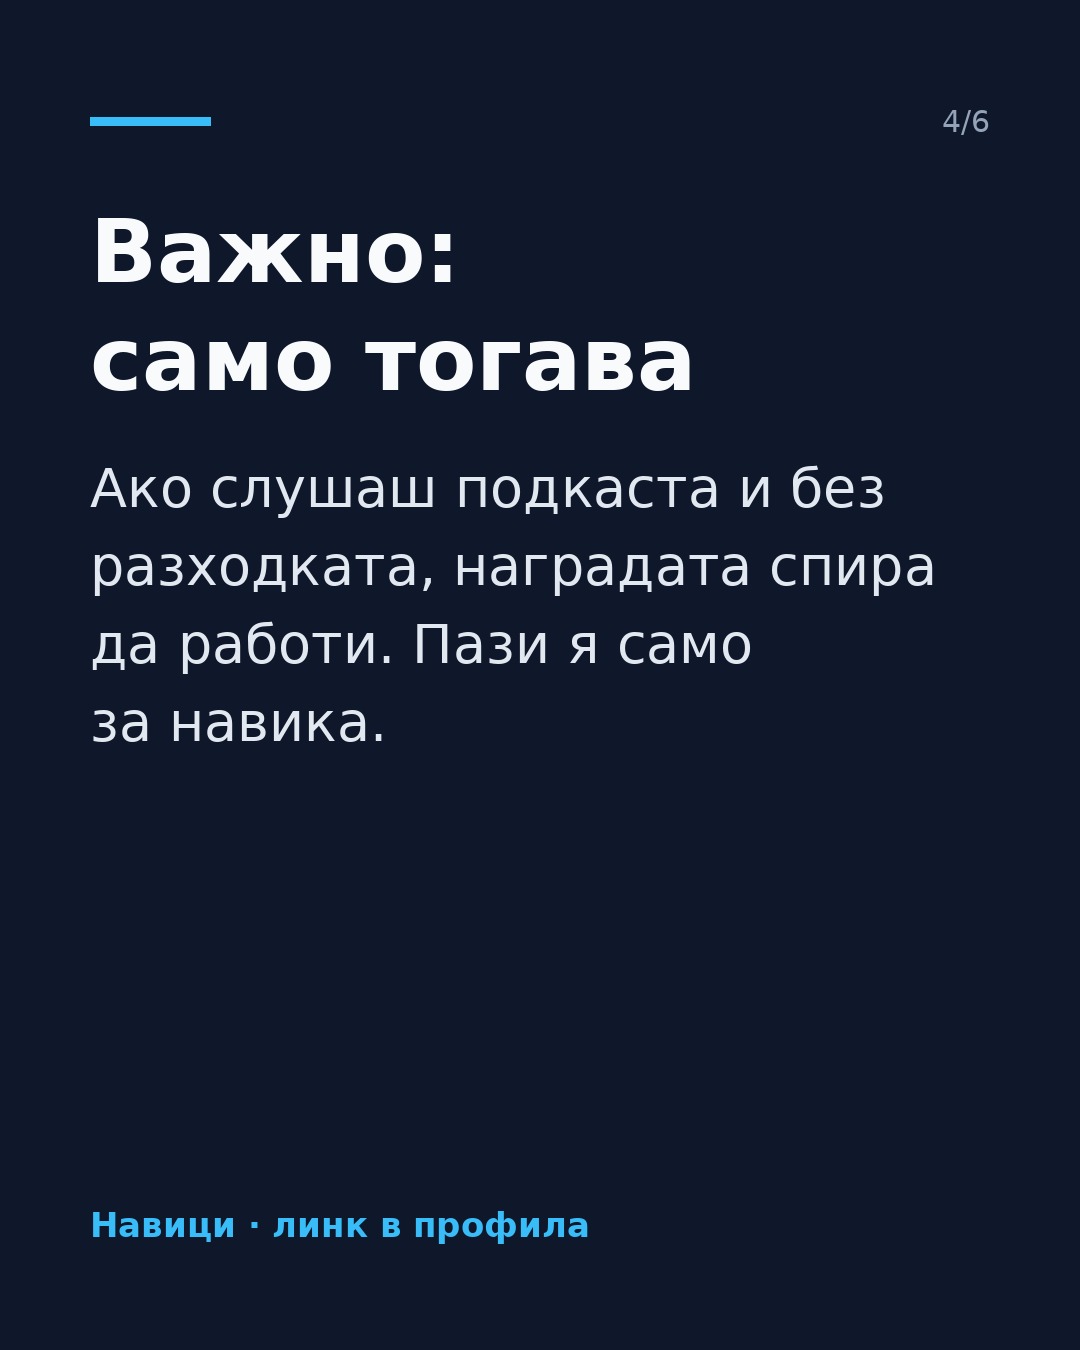 4/6
Важно:
само тогава
Ако слушаш подкаста и без
разходката, наградата спира
да работи. Пази я само
за навика.
Навици · линк в профила